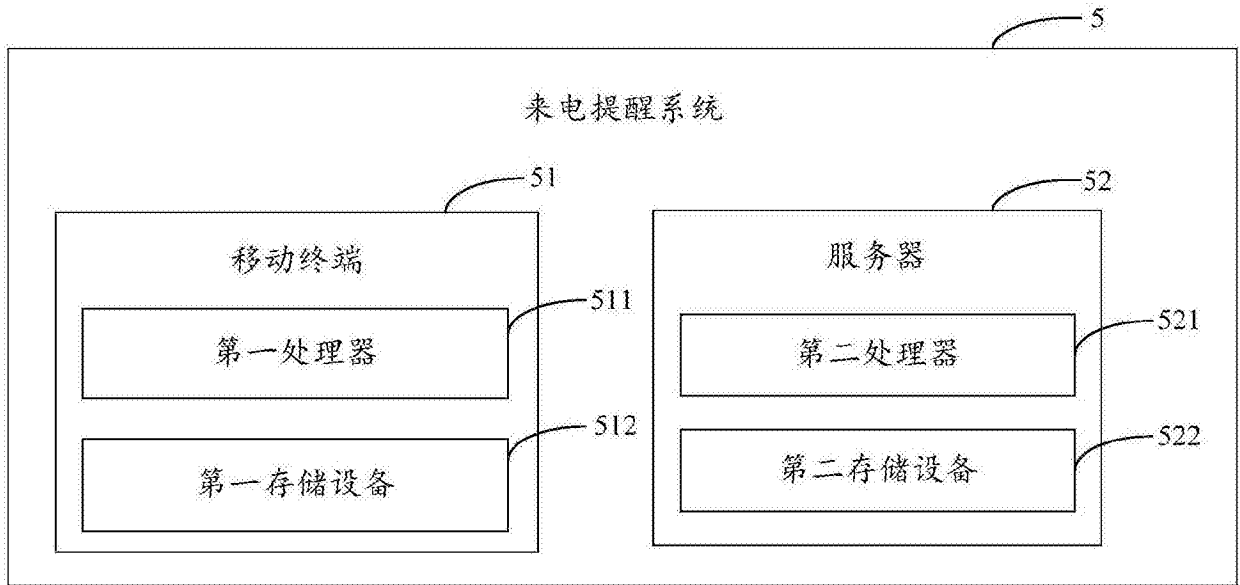 5
来电提醒系统
51
移动终端
511
第一处理器
512
第一存储设备
52
服务器
521
第二处理器
522
第二存储设备